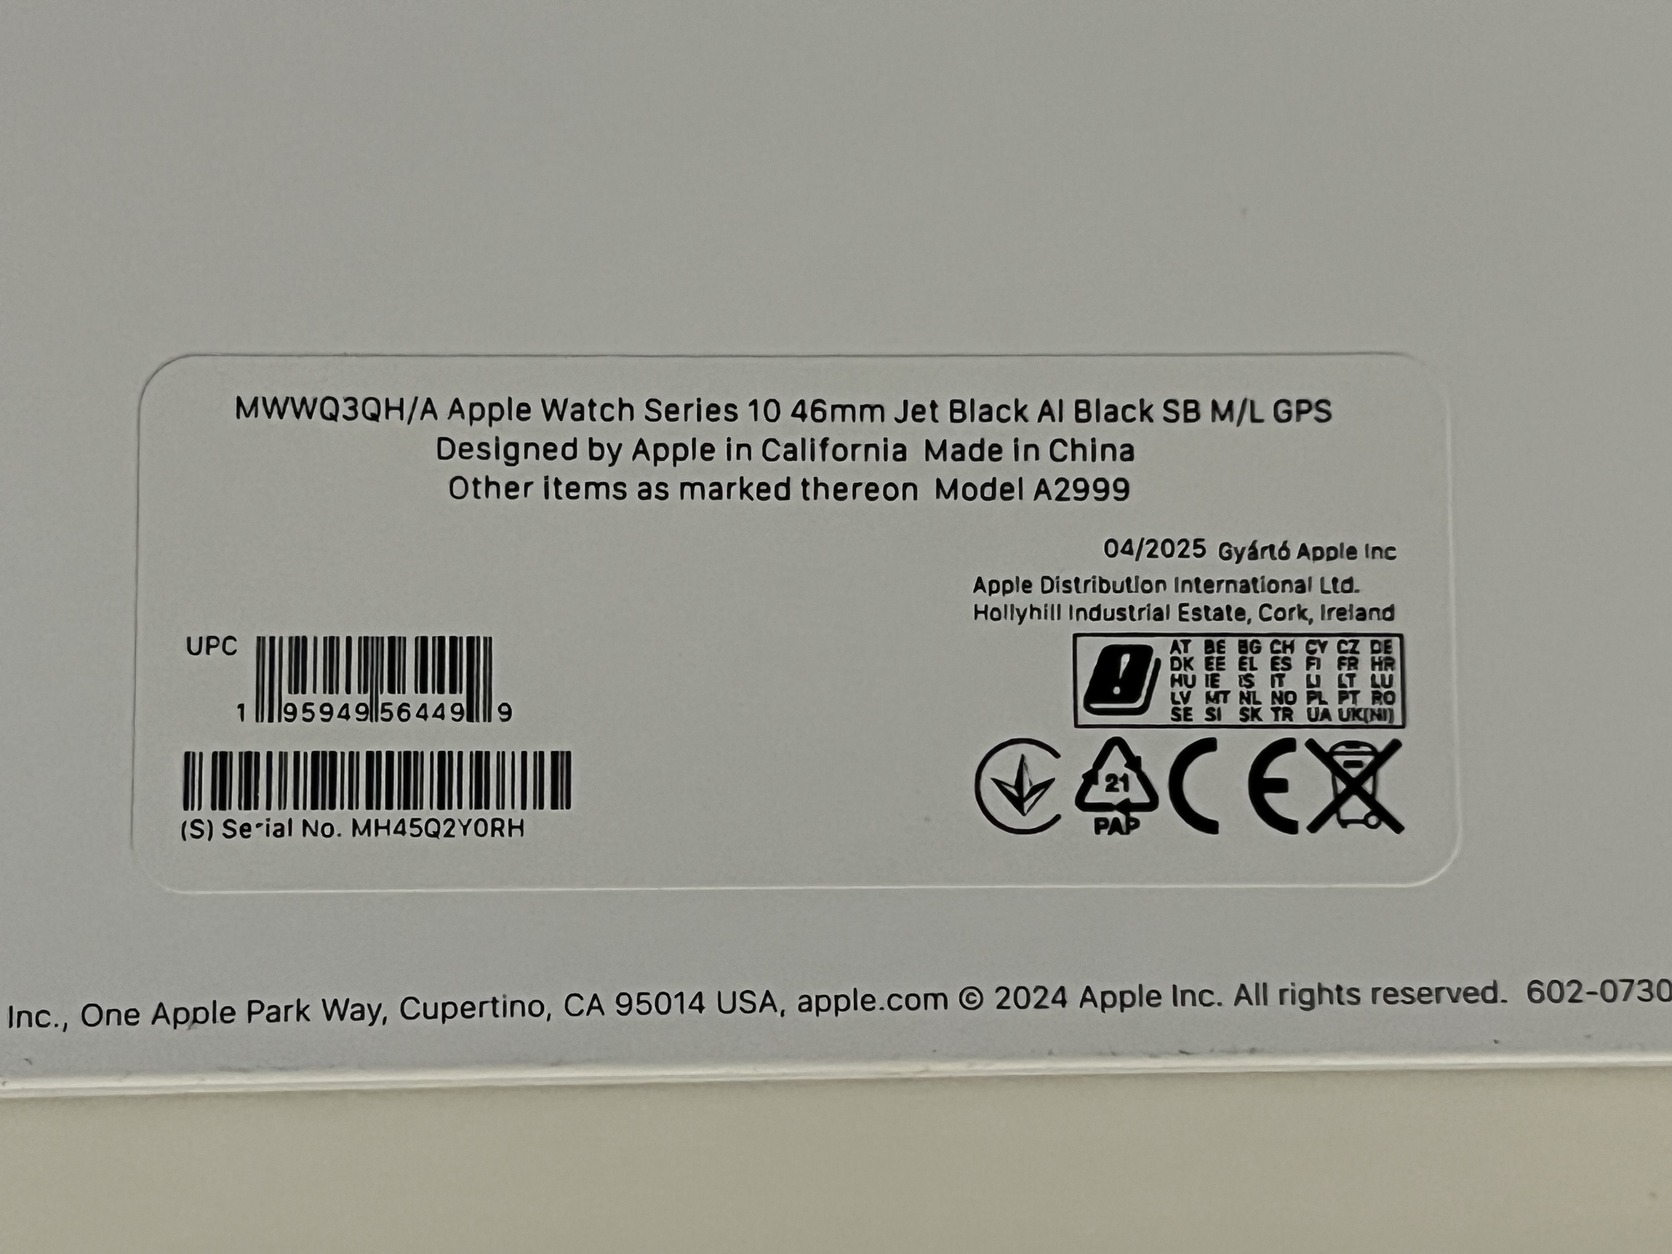 MWWQ3QH/A Apple Watch Series 10 46mm Jet Black Al Black SB M/L GPS
Designed by Apple in California Made in China
Other items as marked thereon Model A2999
04/2025 Gyártó Apple Inc
Apple Distribution International Ltd.
Hollyhill Industrial Estate, Cork, Ireland
UPC
1 95949 56449 9
AT BE BG CH CY CZ DE
DK EE EL ES FI FR HR
HU IE IS IT LI LT LU
LV MT NL NO PL PT RO
SE SI SK TR UA UK(NI)
21
PAP
CE
(S) Serial No. MH45Q2Y0RH
Inc., One Apple Park Way, Cupertino, CA 95014 USA, apple.com © 2024 Apple Inc. All rights reserved. 602-0730